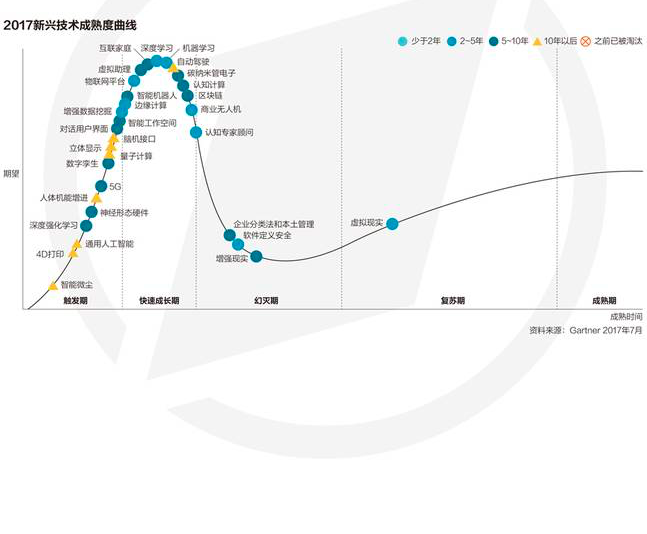 2017新兴技术成熟度曲线
少于2年 2~5年 5~10年 10年以后 之前已被淘汰
互联家庭 深度学习 机器学习
自动驾驶
虚拟助理
碳纳米管电子
物联网平台
认知计算
智能机器人
区块链
边缘计算
增强数据挖掘
商业无人机
智能工作空间
对话用户界面
认知专家顾问
脑机接口
立体显示
量子计算
数字孪生
期望
5G
人体机能增进
神经形态硬件
深度强化学习
企业分类法和本土管理
虚拟现实
软件定义安全
通用人工智能
4D打印
增强现实
智能微尘
触发期 快速成长期 幻灭期 复苏期 成熟期
成熟时间
资料来源：Gartner 2017年7月